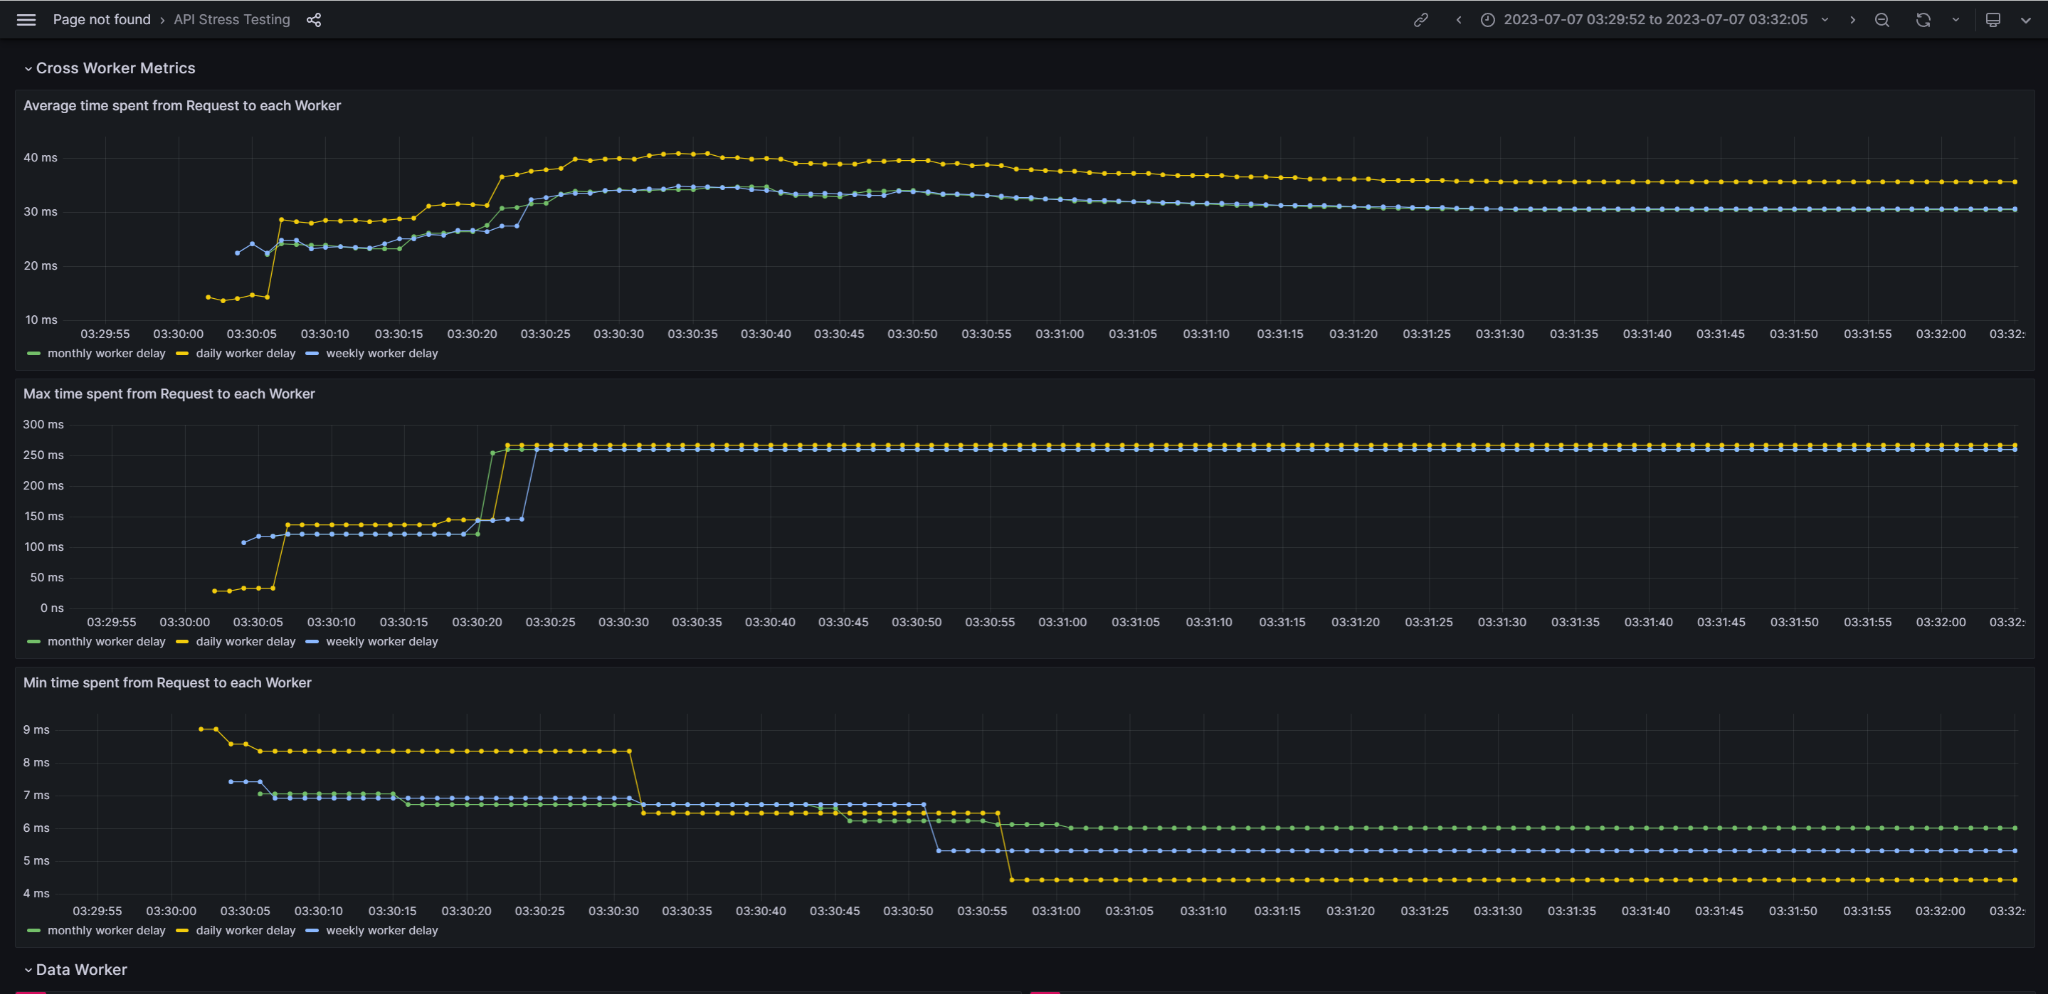 Page not found › API Stress Testing
2023-07-07 03:29:52 to 2023-07-07 03:32:05
Cross Worker Metrics
Average time spent from Request to each Worker
40 ms
30 ms
20 ms
10 ms
03:29:55 03:30:00 03:30:05 03:30:10 03:30:15 03:30:20 03:30:25 03:30:30 03:30:35 03:30:40 03:30:45 03:30:50 03:30:55 03:31:00 03:31:05 03:31:10 03:31:15 03:31:20 03:31:25 03:31:30 03:31:35 03:31:40 03:31:45 03:31:50 03:31:55 03:32:00 03:32:
monthly worker delay daily worker delay weekly worker delay
Max time spent from Request to each Worker
300 ms
250 ms
200 ms
150 ms
100 ms
50 ms
0 ns
03:29:55 03:30:00 03:30:05 03:30:10 03:30:15 03:30:20 03:30:25 03:30:30 03:30:35 03:30:40 03:30:45 03:30:50 03:30:55 03:31:00 03:31:05 03:31:10 03:31:15 03:31:20 03:31:25 03:31:30 03:31:35 03:31:40 03:31:45 03:31:50 03:31:55 03:32:00 03:32:
monthly worker delay daily worker delay weekly worker delay
Min time spent from Request to each Worker
9 ms
8 ms
7 ms
6 ms
5 ms
4 ms
03:29:55 03:30:00 03:30:05 03:30:10 03:30:15 03:30:20 03:30:25 03:30:30 03:30:35 03:30:40 03:30:45 03:30:50 03:30:55 03:31:00 03:31:05 03:31:10 03:31:15 03:31:20 03:31:25 03:31:30 03:31:35 03:31:40 03:31:45 03:31:50 03:31:55 03:32:00 03:32:
monthly worker delay daily worker delay weekly worker delay
Data Worker